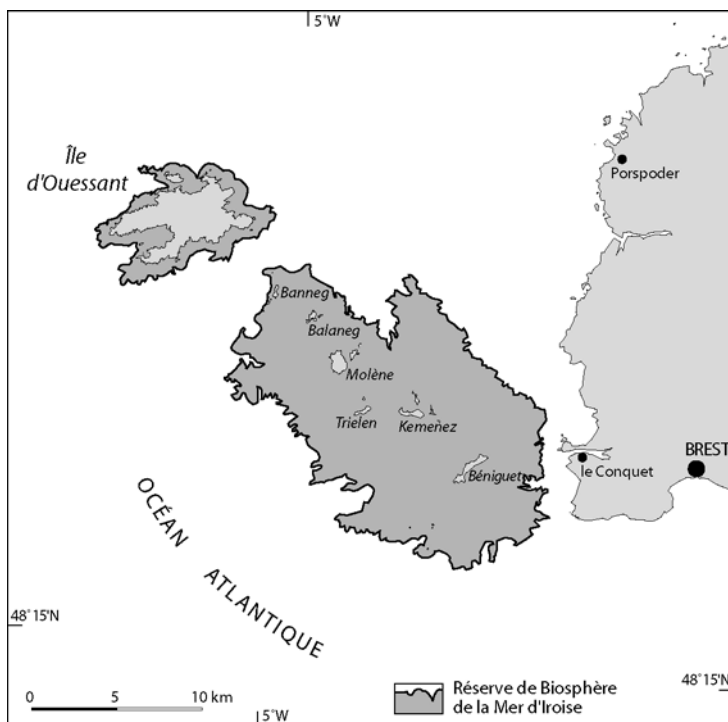 5°W
Île
d'Ouessant
Porspoder
Banneg
Balaneg
Molène
Trielen
Kemeñez
Béniguet
BREST
le Conquet
OCÉAN ATLANTIQUE
48°15'N
48°15'N
0 5 10 km
5°W
Réserve de Biosphère
de la Mer d'Iroise